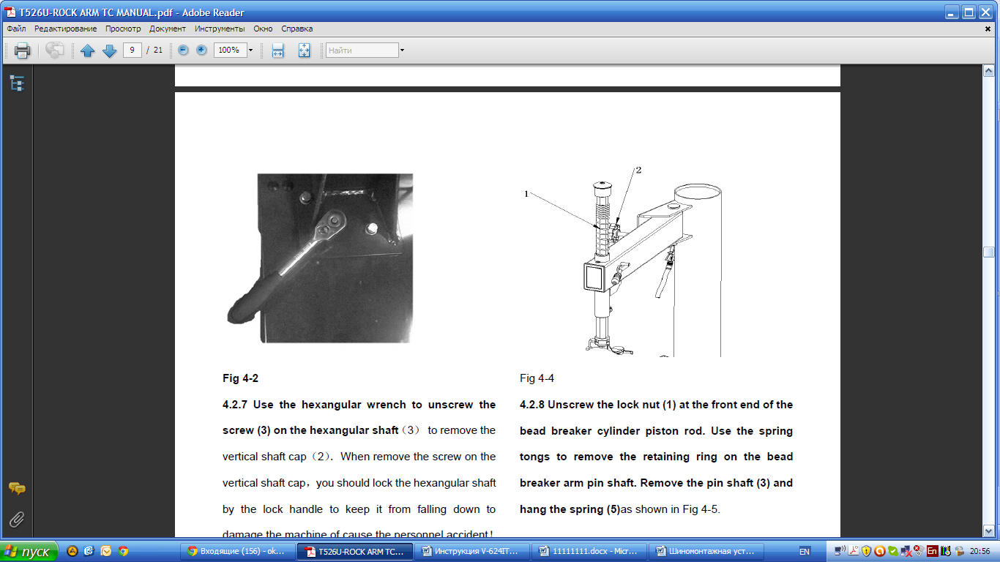 T526U-ROCK ARM TC MANUAL.pdf - Adobe Reader
Файл Редактирование Просмотр Документ Инструменты Окно Справка
9 / 21 100% Найти
1
2
Fig 4-2
4.2.7 Use the hexangular wrench to unscrew the
screw (3) on the hexangular shaft（3） to remove the
vertical shaft cap（2）. When remove the screw on the
vertical shaft cap，you should lock the hexangular shaft
by the lock handle to keep it from falling down to
damage the machine of cause the personnel accident！
Fig 4-4
4.2.8 Unscrew the lock nut (1) at the front end of the
bead breaker cylinder piston rod. Use the spring
tongs to remove the retaining ring on the bead
breaker arm pin shaft. Remove the pin shaft (3) and
hang the spring (5)as shown in Fig 4-5.
пуск Входящие (156) - ok... T526U-ROCK ARM TC... Инструкция V-624IT... 11111111.docx - Micr... Шиномонтажная уст... EN En 20:56